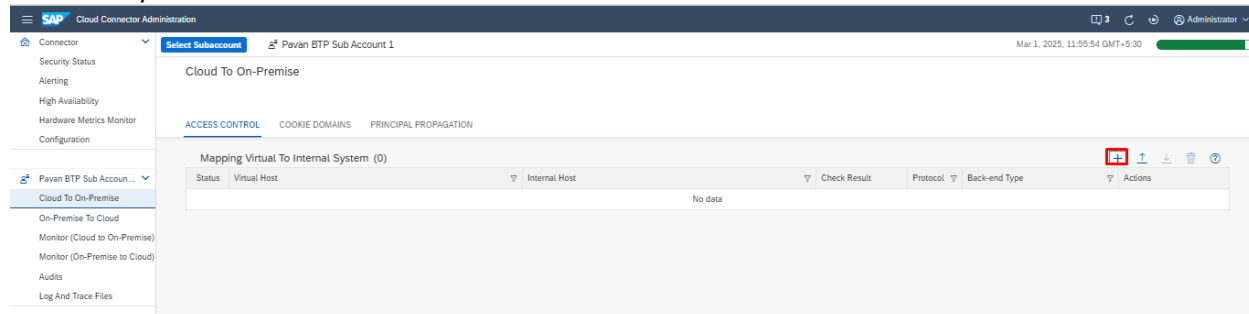 SAP Cloud Connector Administration 3 Administrator
Connector
Security Status
Alerting
High Availability
Hardware Metrics Monitor
Configuration
Pavan BTP Sub Accoun...
Cloud To On-Premise
On-Premise To Cloud
Monitor (Cloud to On-Premise)
Monitor (On-Premise to Cloud)
Audits
Log And Trace Files
Select Subaccount Pavan BTP Sub Account 1 Mar 1, 2025, 11:55:54 GMT+5:30
Cloud To On-Premise
ACCESS CONTROL COOKIE DOMAINS PRINCIPAL PROPAGATION
Mapping Virtual To Internal System (0)
Status Virtual Host Internal Host Check Result Protocol Back-end Type Actions
No data